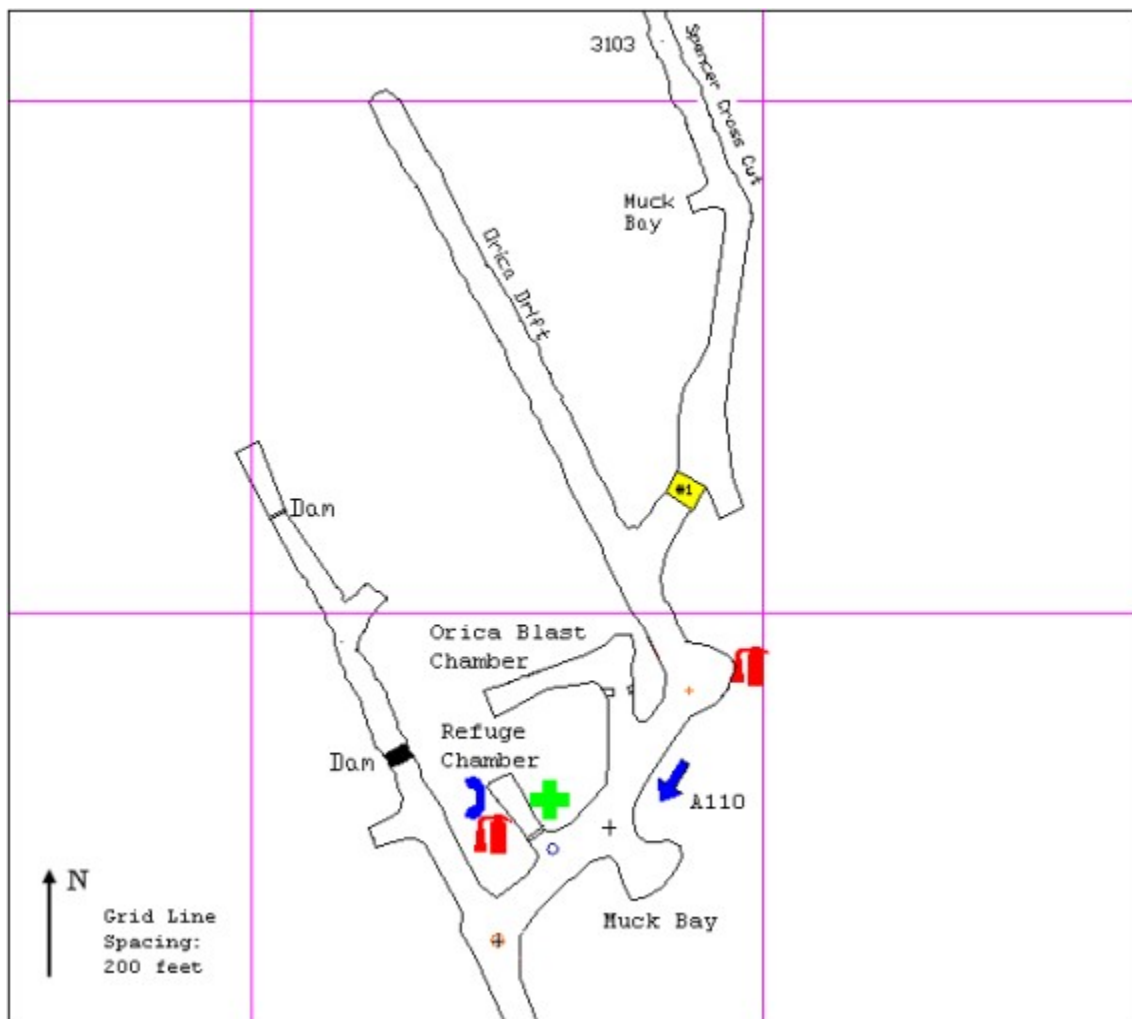 3103
Spencer Cross Cut
Muck
Bay
Orica Drift
#1
Dam
Orica Blast
Chamber
Refuge
Chamber
Dam
A110
N
Muck Bay
Grid Line
Spacing:
200 feet